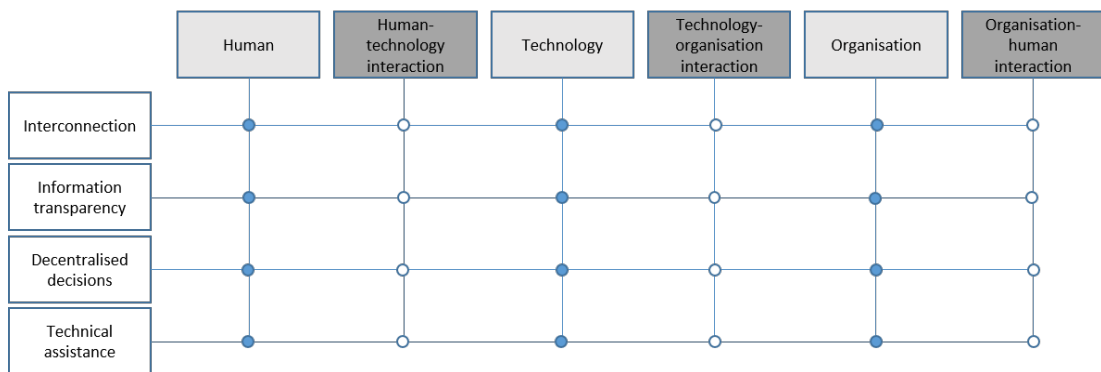 Human
Human-
technology
interaction
Technology
Technology-
organisation
interaction
Organisation
Organisation-
human
interaction
Interconnection
Information
transparency
Decentralised
decisions
Technical
assistance